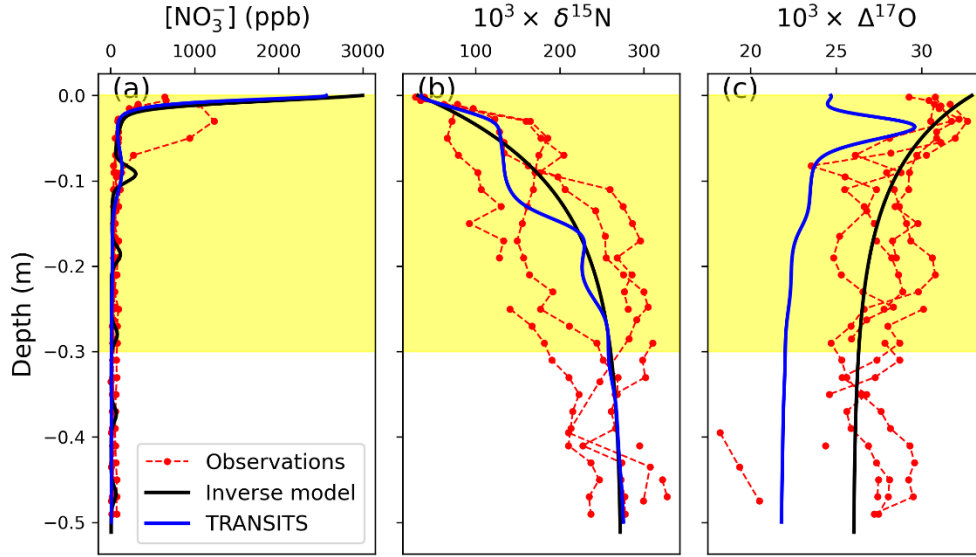 [NO₃⁻] (ppb)
10³ × δ¹⁵N
10³ × Δ¹⁷O
0 1000 3000
100 200 300
20 25 30
(a)
(b)
(c)
0.0
−0.1
−0.2
−0.3
−0.4
−0.5
Depth (m)
Observations
Inverse model
TRANSITS